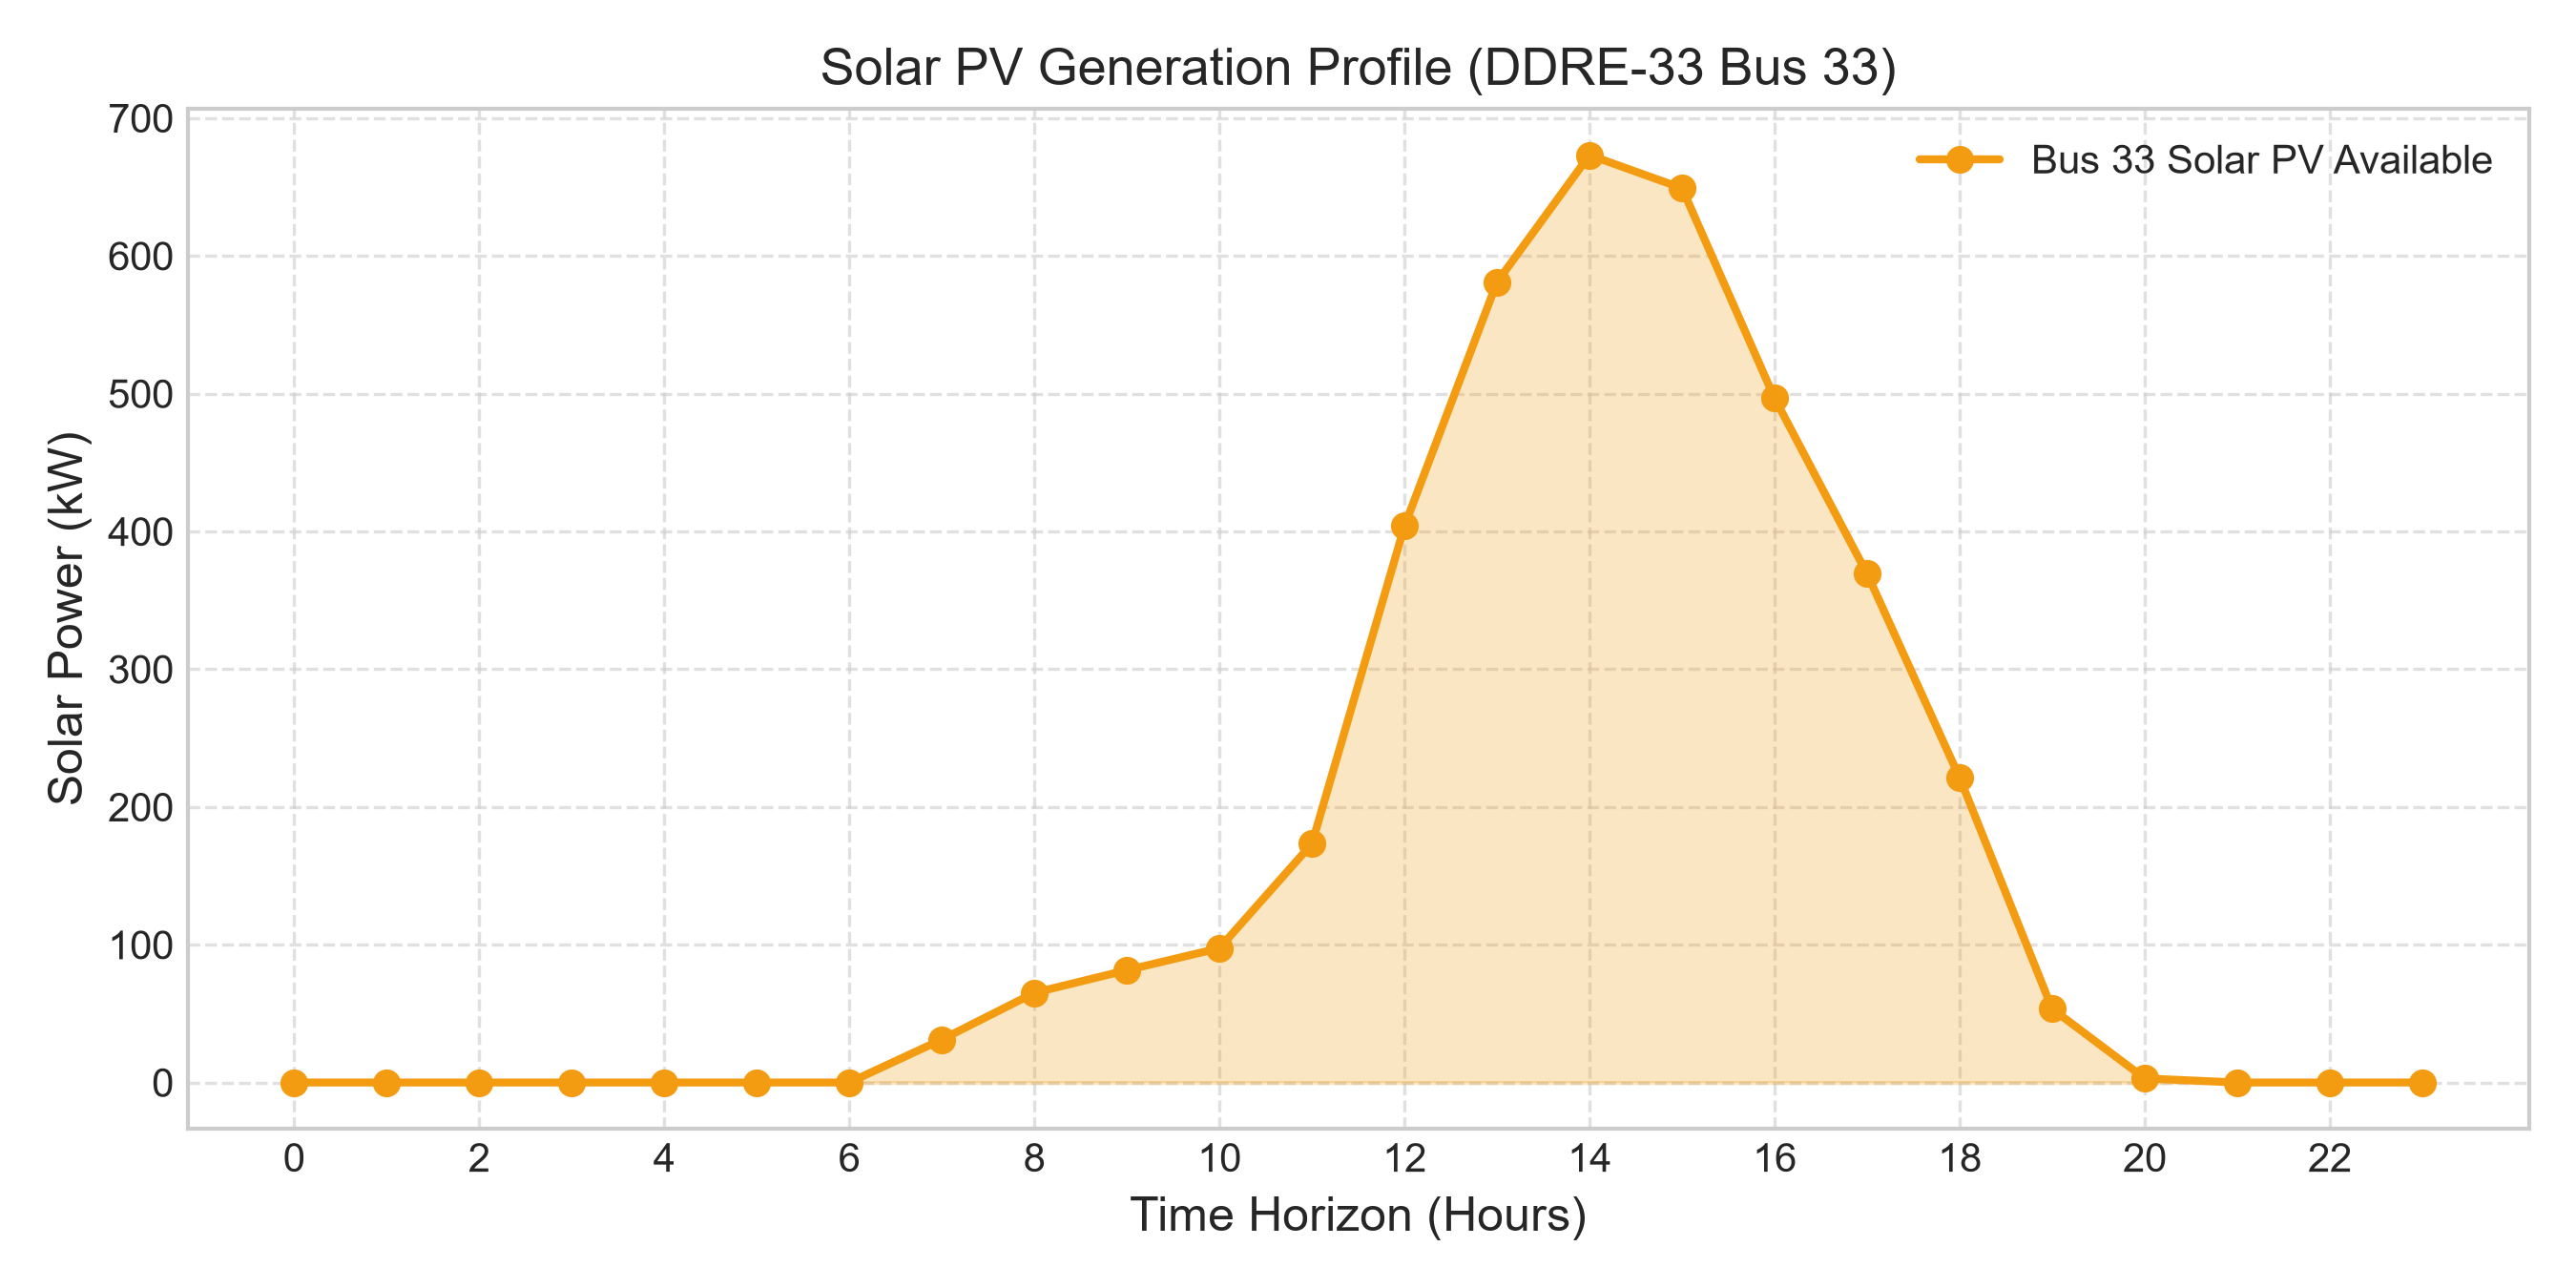 Solar PV Generation Profile (DDRE-33 Bus 33)
Bus 33 Solar PV Available
700
600
500
400
300
200
100
0
Solar Power (kW)
0 2 4 6 8 10 12 14 16 18 20 22
Time Horizon (Hours)